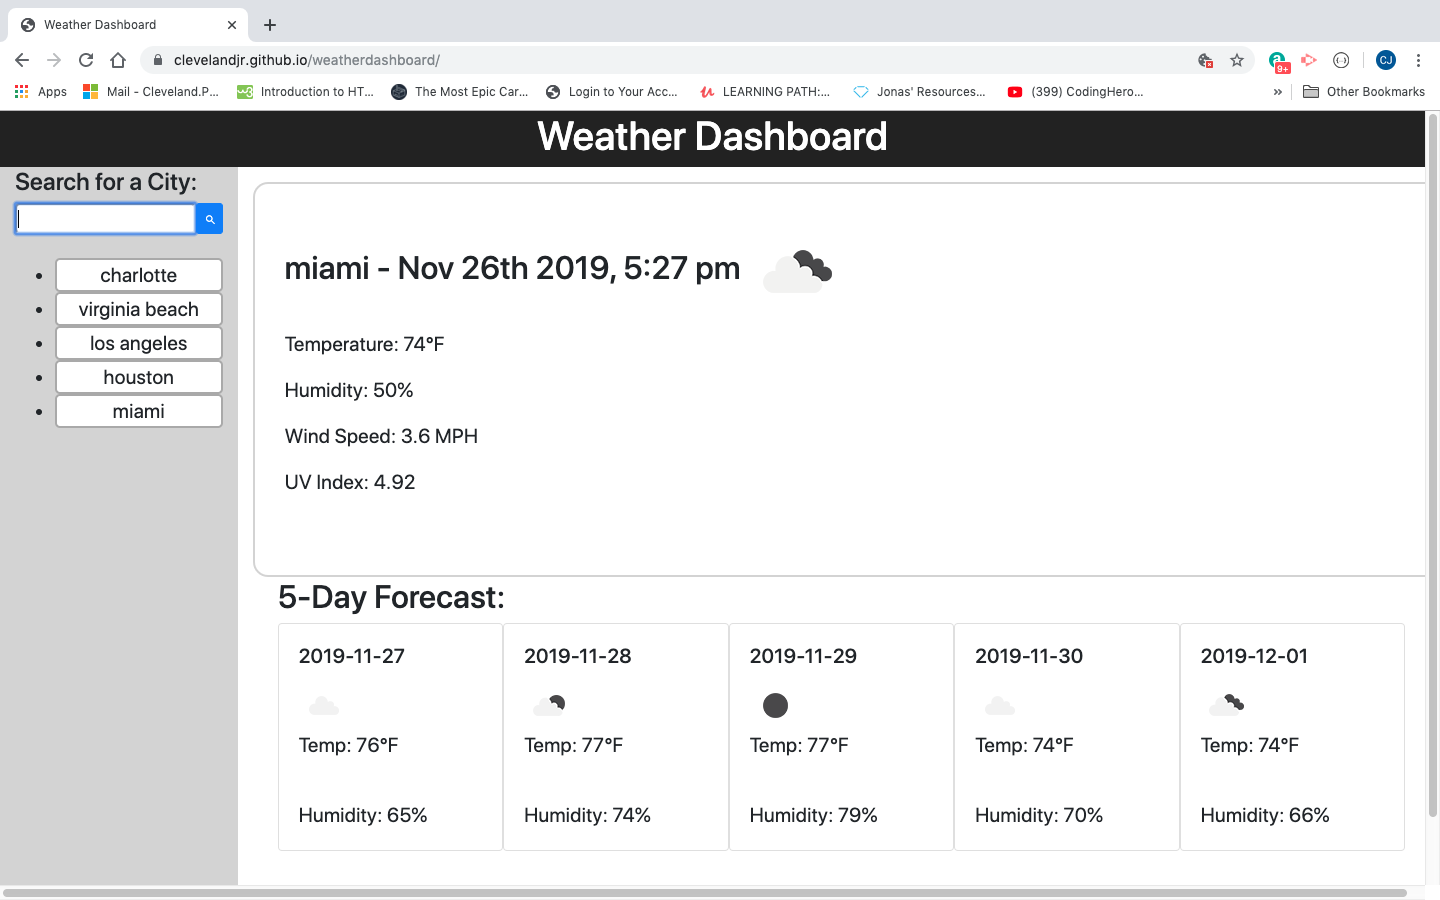 Weather Dashboard
clevelandjr.github.io/weatherdashboard/
9+
CJ
Apps
Mail - Cleveland.P...
w3
Introduction to HT...
The Most Epic Car...
Login to Your Acc...
LEARNING PATH:...
Jonas' Resources...
(399) CodingHero...
»
Other Bookmarks
Weather Dashboard
Search for a City:
• charlotte
• virginia beach
• los angeles
• houston
• miami
miami - Nov 26th 2019, 5:27 pm
Temperature: 74°F
Humidity: 50%
Wind Speed: 3.6 MPH
UV Index: 4.92
5-Day Forecast:
2019-11-27
Temp: 76°F
Humidity: 65%
2019-11-28
Temp: 77°F
Humidity: 74%
2019-11-29
Temp: 77°F
Humidity: 79%
2019-11-30
Temp: 74°F
Humidity: 70%
2019-12-01
Temp: 74°F
Humidity: 66%